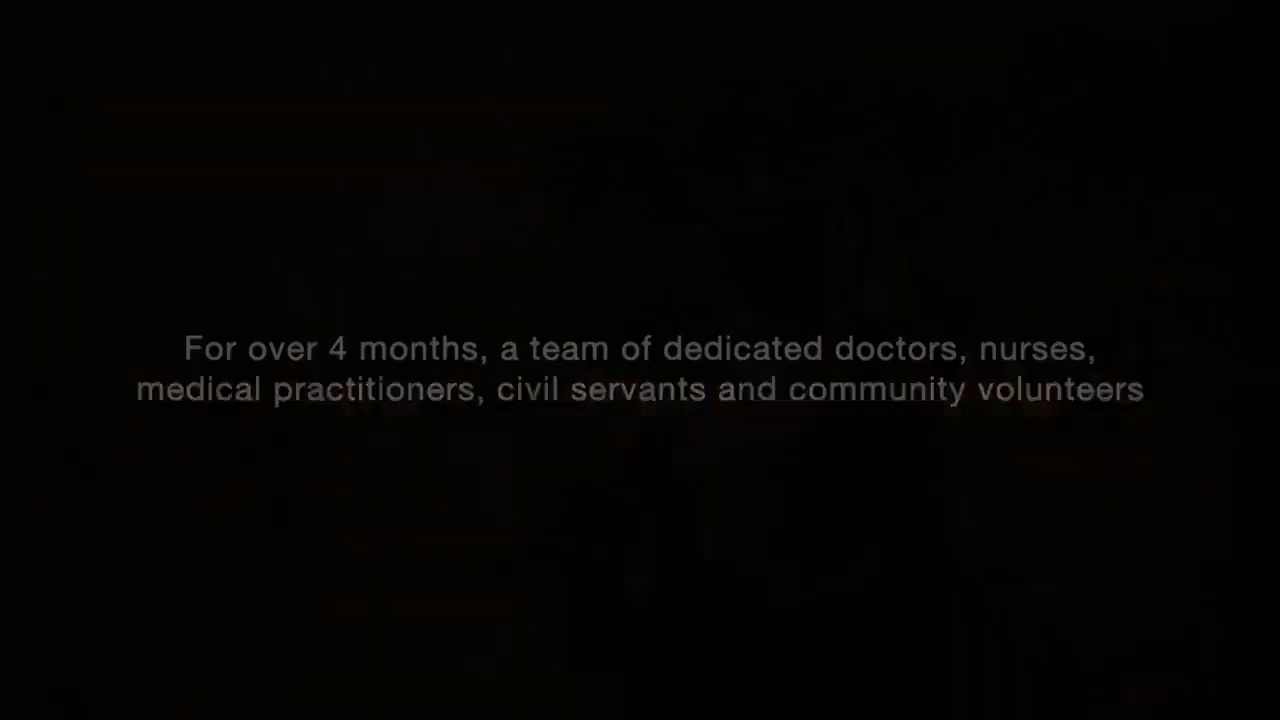 For over 4 months, a team of dedicated doctors, nurses,
medical practitioners, civil servants and community volunteers